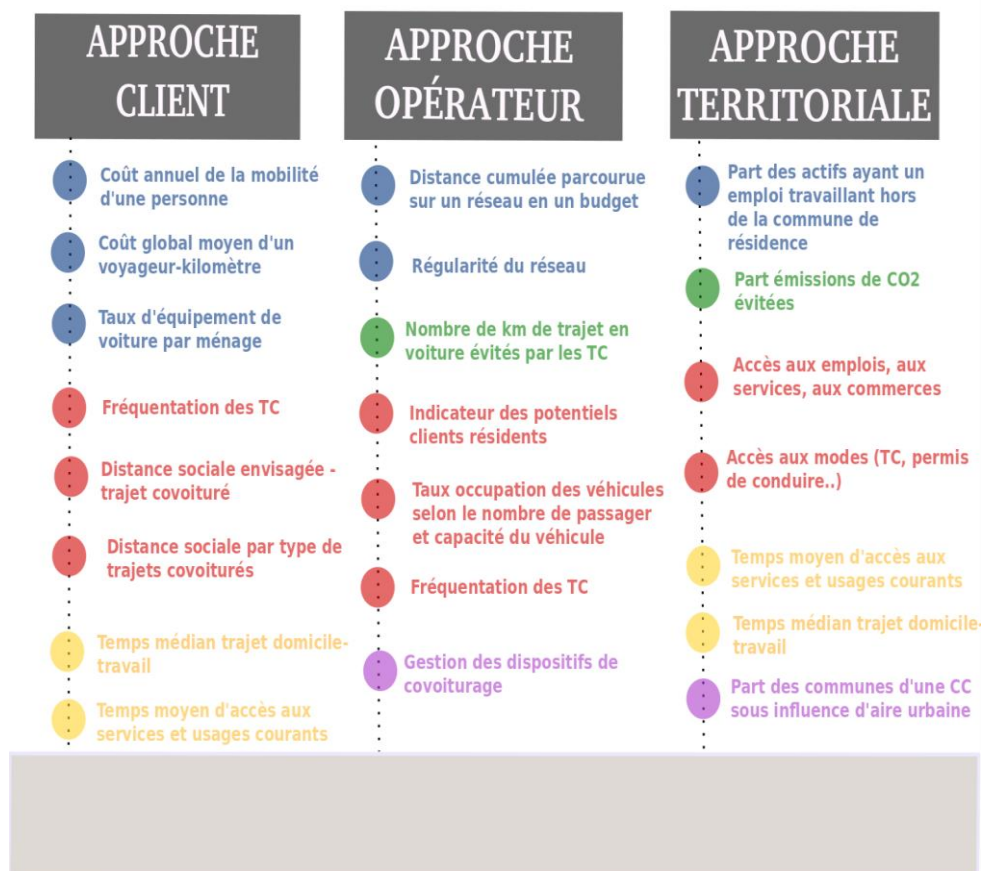 APPROCHE
CLIENT
Coût annuel de la mobilité
d'une personne
Coût global moyen d'un
voyageur-kilomètre
Taux d'équipement de
voiture par ménage
Fréquentation des TC
Distance sociale envisagée -
trajet covoituré
Distance sociale par type de
trajets covoiturés
Temps médian trajet domicile-
travail
Temps moyen d'accès aux
services et usages courants
APPROCHE
OPÉRATEUR
Distance cumulée parcourue
sur un réseau en un budget
Régularité du réseau
Nombre de km de trajet en
voiture évités par les TC
Indicateur des potentiels
clients résidents
Taux occupation des véhicules
selon le nombre de passager
et capacité du véhicule
Fréquentation des TC
Gestion des dispositifs de
covoiturage
APPROCHE
TERRITORIALE
Part des actifs ayant un
emploi travaillant hors
de la commune de
résidence
Part émissions de CO2
évitées
Accès aux emplois, aux
services, aux commerces
Accès aux modes (TC, permis
de conduire..)
Temps moyen d'accès aux
services et usages courants
Temps médian trajet domicile-
travail
Part des communes d'une CC
sous influence d'aire urbaine